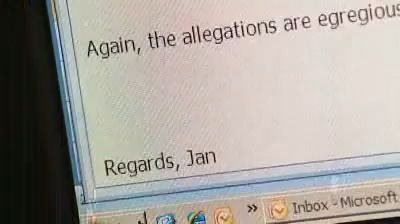 Again, the allegations are egregious
Regards, Jan
» Inbox - Microsoft